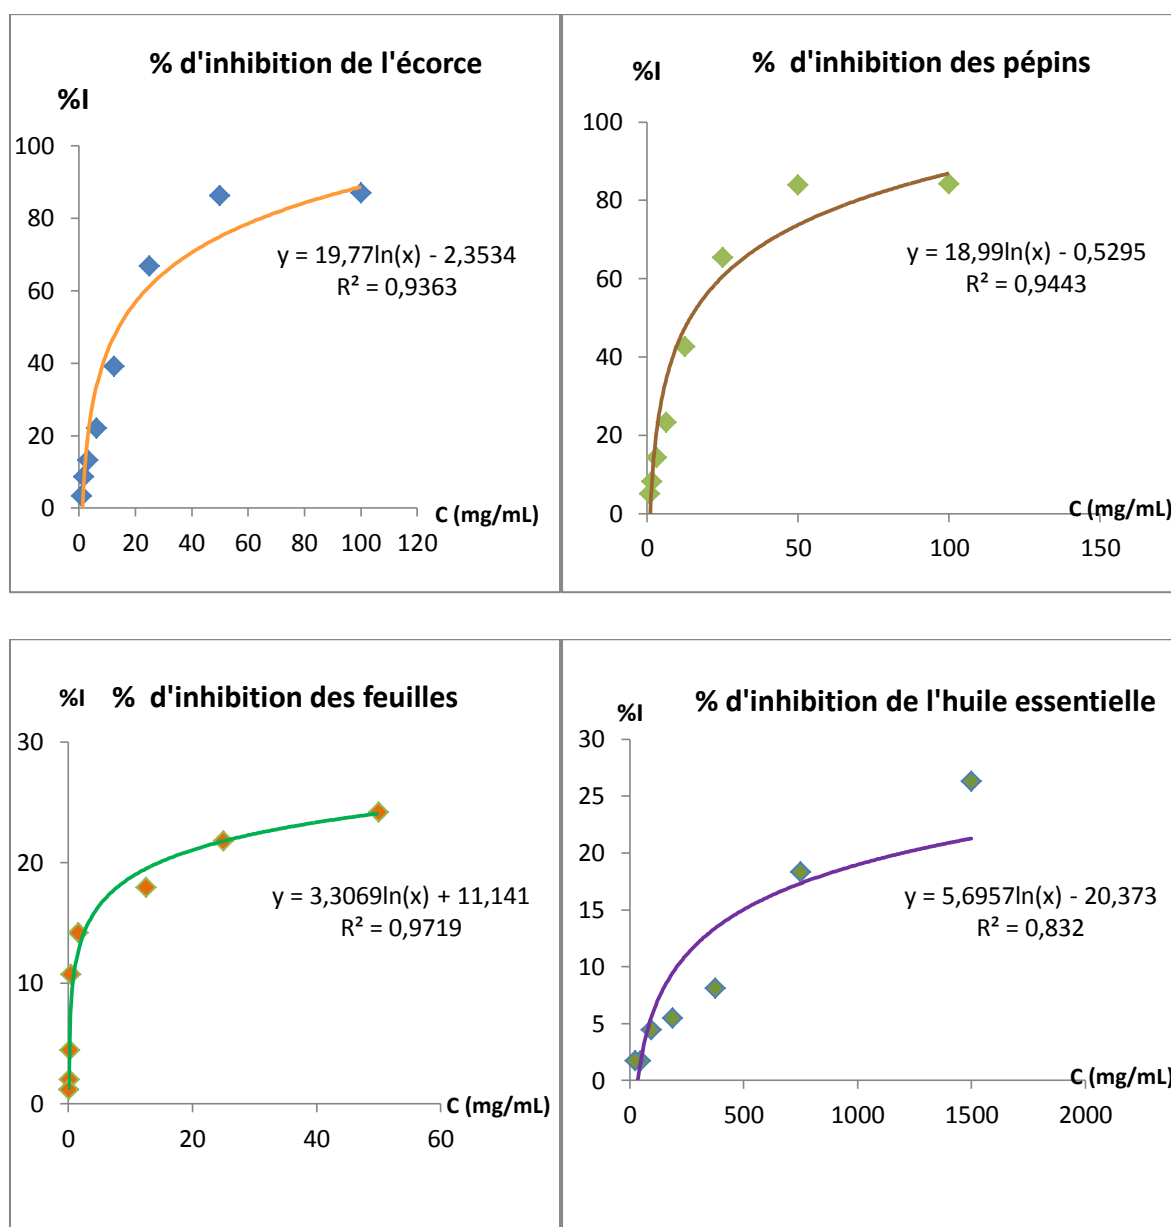 % d'inhibition de l'écorce
%I
100
80
60
40
20
0
y = 19,77ln(x) - 2,3534
R² = 0,9363
C (mg/mL)
0 20 40 60 80 100 120
% d'inhibition des pépins
%I
100
80
60
40
20
0
y = 18,99ln(x) - 0,5295
R² = 0,9443
C (mg/mL)
0 50 100 150
%I % d'inhibition des feuilles
30
20
10
0
y = 3,3069ln(x) + 11,141
R² = 0,9719
C (mg/mL)
0 20 40 60
% d'inhibition de l'huile essentielle
%I
30
25
20
15
10
5
0
y = 5,6957ln(x) - 20,373
R² = 0,832
C (mg/mL)
0 500 1000 1500 2000